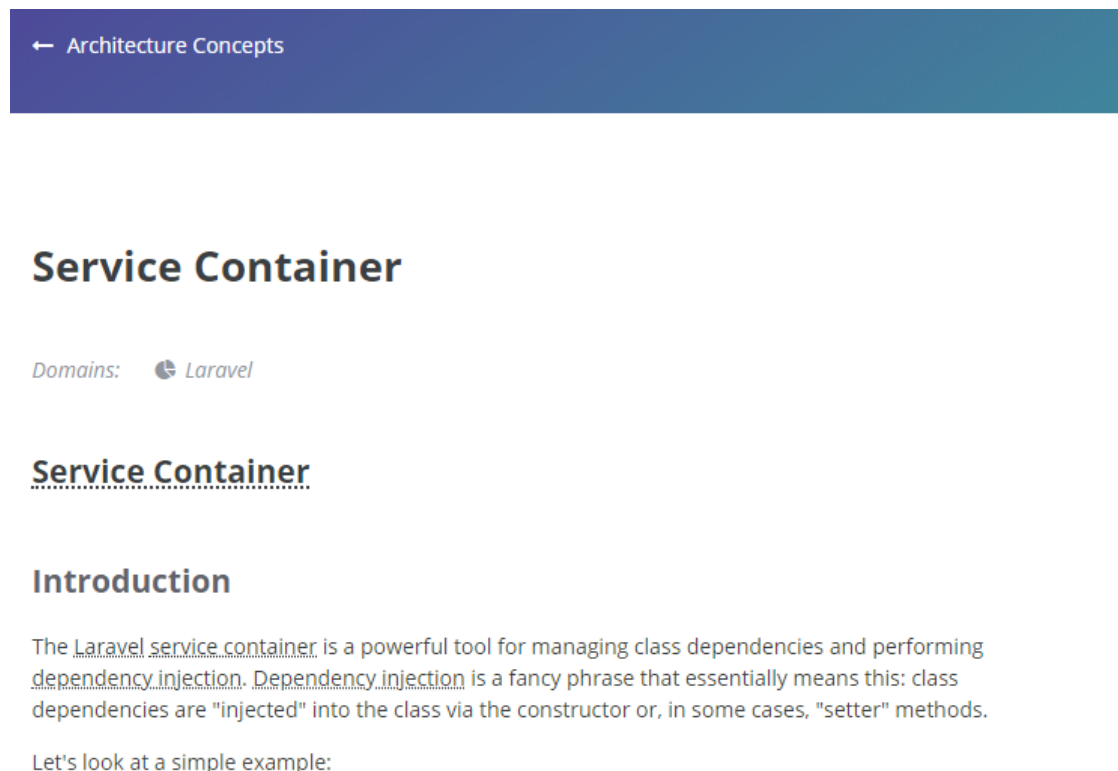 ← Architecture Concepts
Service Container
Domains: Laravel
Service Container
Introduction
The Laravel service container is a powerful tool for managing class dependencies and performing
dependency injection. Dependency injection is a fancy phrase that essentially means this: class
dependencies are "injected" into the class via the constructor or, in some cases, "setter" methods.
Let's look at a simple example: